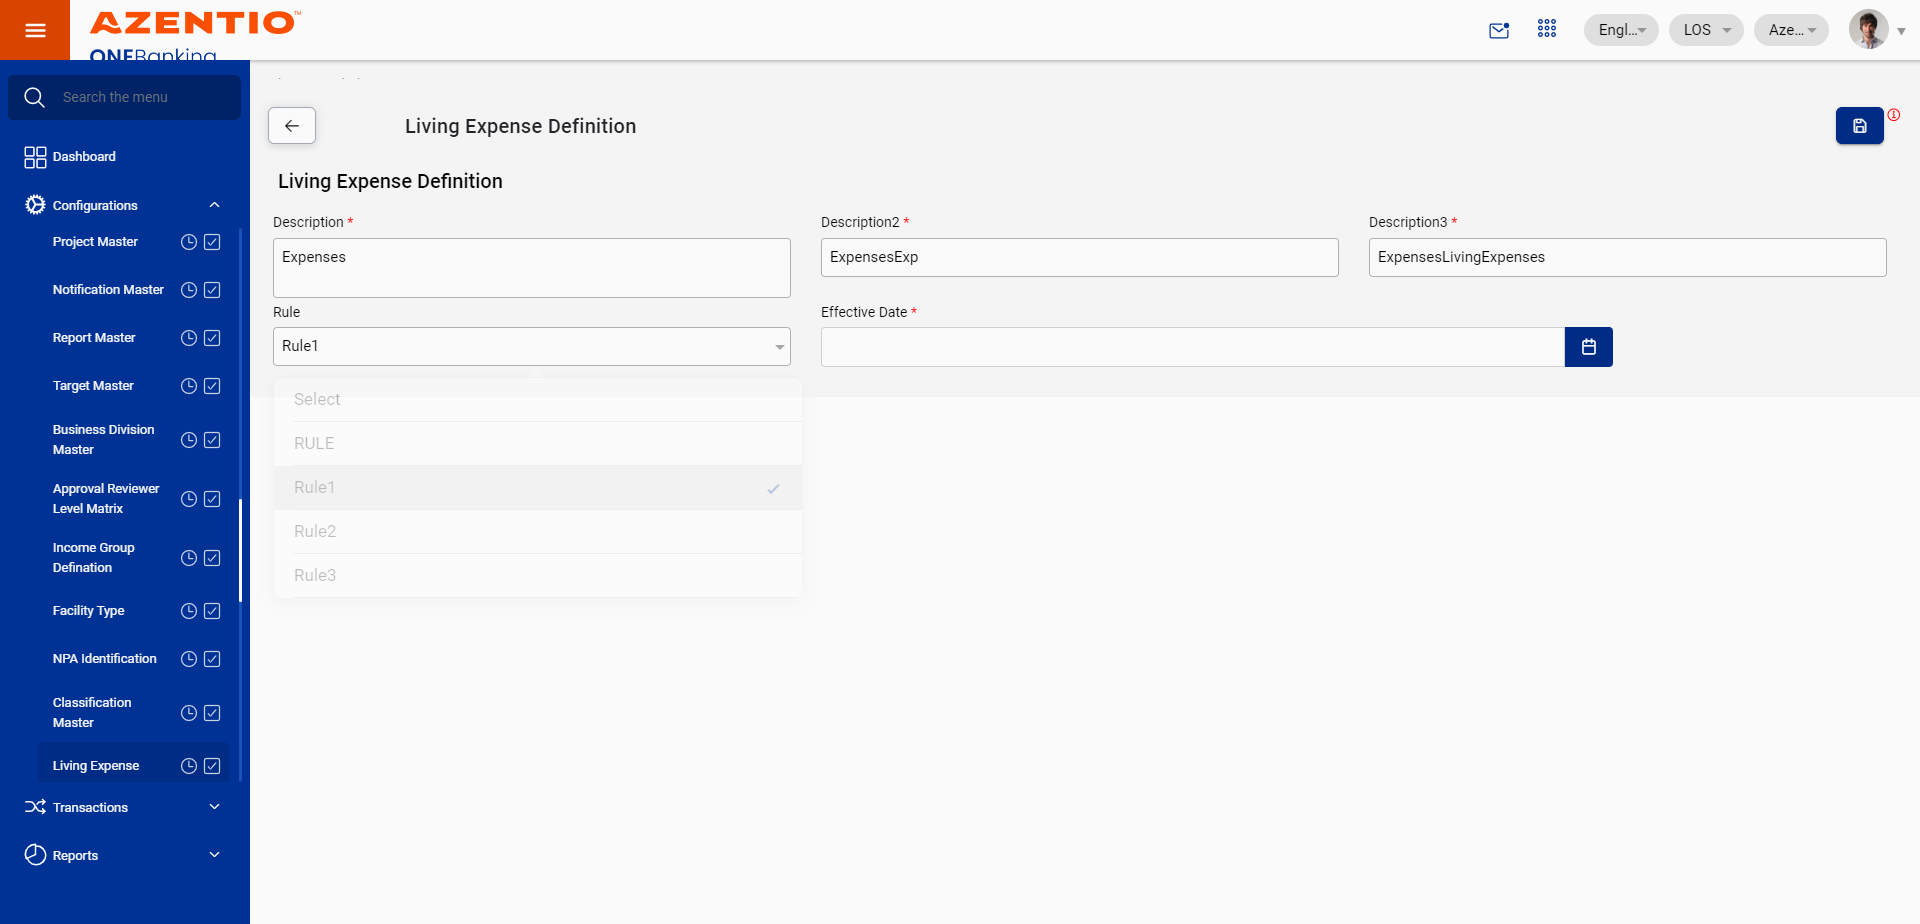 AZENTIO™
ONEBanking
Engl...
LOS
Aze...
Search the menu
Dashboard
Configurations
Project Master
Notification Master
Report Master
Target Master
Business Division
Master
Approval Reviewer
Level Matrix
Income Group
Defination
Facility Type
NPA Identification
Classification
Master
Living Expense
Transactions
Reports
Living Expense Definition
Living Expense Definition
Description *
Expenses
Description2 *
ExpensesExp
Description3 *
ExpensesLivingExpenses
Rule
Rule1
Effective Date *
Select
RULE
Rule1
Rule2
Rule3